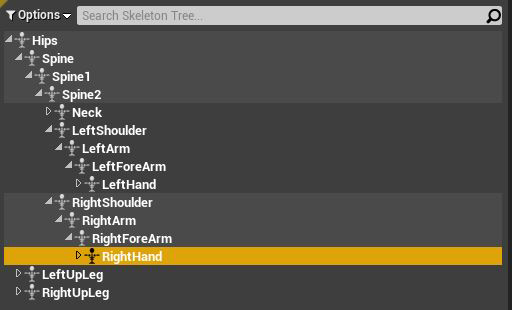 Options Search Skeleton Tree...
Hips
Spine
Spine1
Spine2
Neck
LeftShoulder
LeftArm
LeftForeArm
LeftHand
RightShoulder
RightArm
RightForeArm
RightHand
LeftUpLeg
RightUpLeg